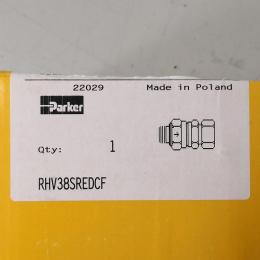 22029 Made in Poland
Parker
Qty: 1
RHV38SREDCF